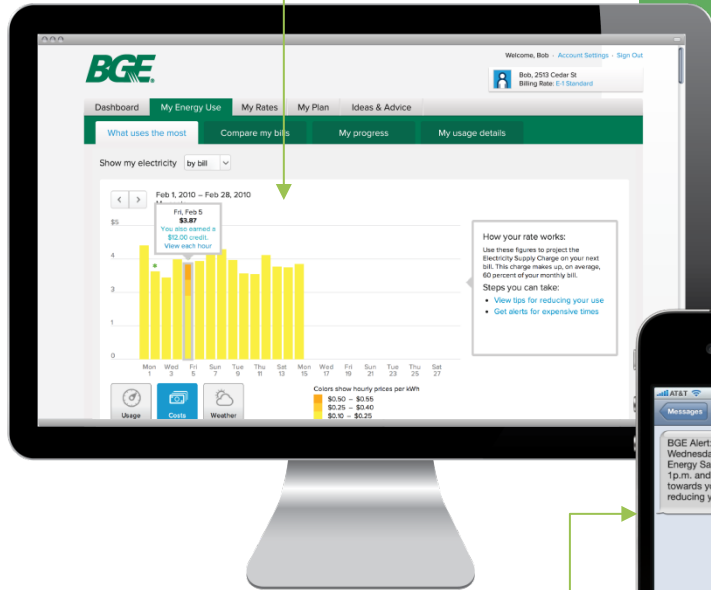 BGE
Welcome, Bob - Account Settings - Sign Out
Bob, 2513 Cedar St
Billing Rate: E-1 Standard
Dashboard My Energy Use My Rates My Plan Ideas & Advice
What uses the most Compare my bills My progress My usage details
Show my electricity by bill
Feb 1, 2010 – Feb 28, 2010
Fri, Feb 5
$3.87
You also earned a
$12.00 credit.
View each hour
$5
4
3
1
0
Mon Wed Fri Sun Tue Thu Sat Mon Wed Fri Sun Tue Thu Sat
1 3 5 7 9 11 13 15 17 19 21 23 25 27
How your rate works:
Use these figures to project the
Electricity Supply Charge on your next
bill. This charge makes up, on average,
60 percent of your monthly bill.
Steps you can take:
• View tips for reducing your use
• Get alerts for expensive times
Usage Costs Weather
Colors show hourly prices per kWh
$0.50 – $0.55
$0.25 – $0.40
$0.10 – $0.25
AT&T
Messages
BGE Alert:
Wednesda
Energy Sa
1p.m. and
towards yo
reducing y